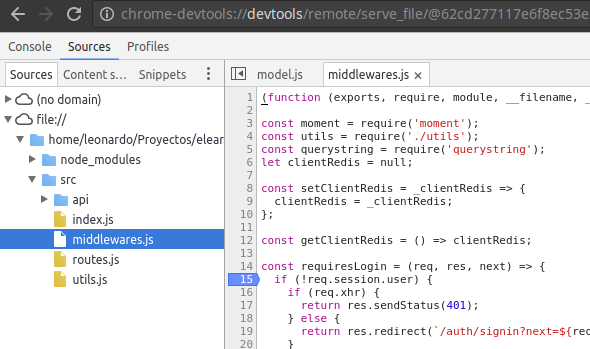 chrome-devtools://devtools/remote/serve_file/@62cd277117e6f8ec53e
Console Sources Profiles
Sources Content s... Snippets
model.js middlewares.js ×
(no domain)
file://
home/leonardo/Proyectos/elear
node_modules
src
api
index.js
middlewares.js
routes.js
utils.js
1 (function (exports, require, module, __filename, _
2
3 const moment = require('moment');
4 const utils = require('./utils');
5 const querystring = require('querystring');
6 let clientRedis = null;
7
8 const setClientRedis = _clientRedis => {
9 clientRedis = _clientRedis;
10 };
11
12 const getClientRedis = () => clientRedis;
13
14 const requiresLogin = (req, res, next) => {
15 if (!req.session.user) {
16 if (req.xhr) {
17 return res.sendStatus(401);
18 } else {
19 return res.redirect(`/auth/signin?next=${req
20 }